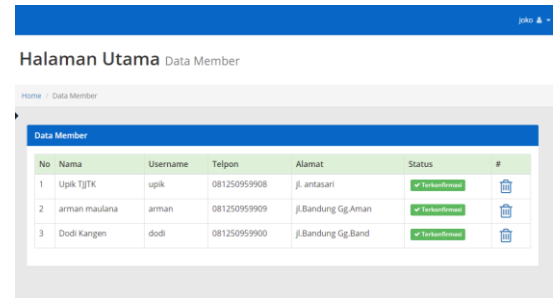 joko
Halaman Utama Data Member
Home / Data Member
Data Member
No Nama Username Telpon Alamat Status #
1 Upik TJJTK upik 081250959908 jl. antasari Terkonfirmasi
2 arman maulana arman 081250959909 jl.Bandung Gg.Aman Terkonfirmasi
3 Dodi Kangen dodi 081250959900 jl.Bandung Gg.Band Terkonfirmasi